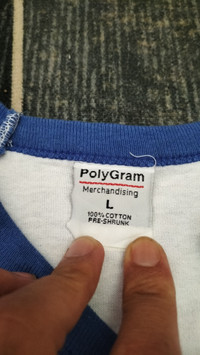 PolyGram
Merchandising
L
100% COTTON
PRE-SHRUNK